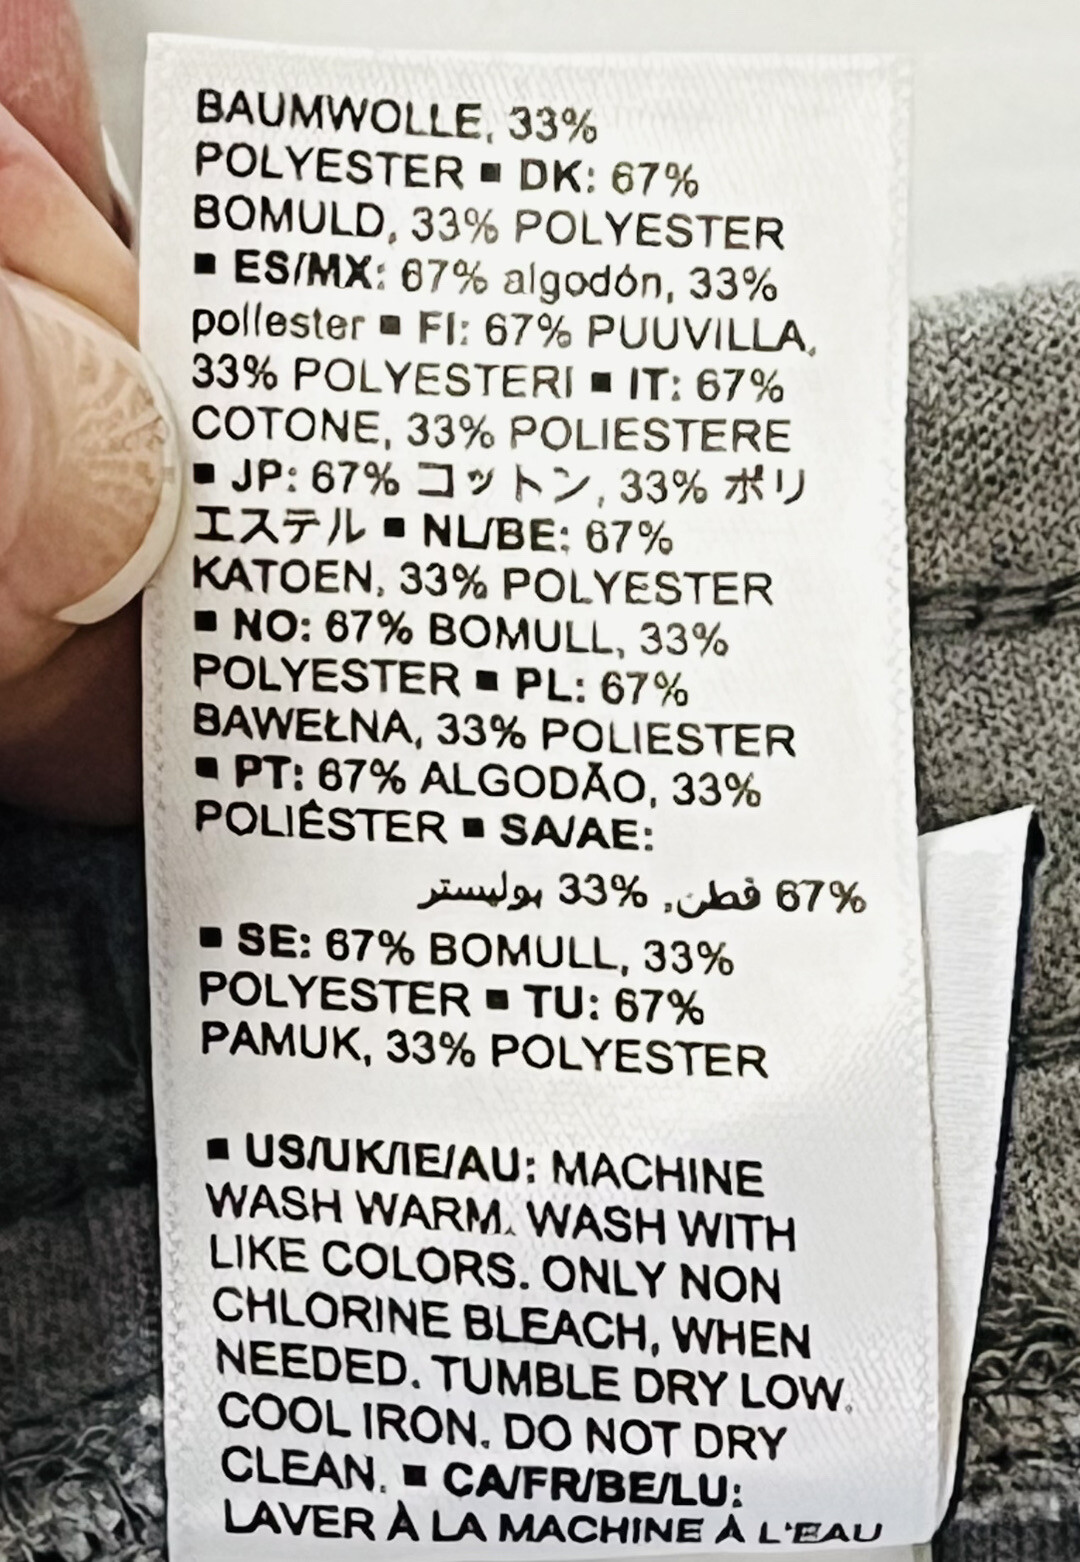 BAUMWOLLE, 33%
POLYESTER ▪ DK: 67%
BOMULD, 33% POLYESTER
▪ ES/MX: 67% algodón, 33%
poliester ▪ FI: 67% PUUVILLA,
33% POLYESTERI ▪ IT: 67%
COTONE, 33% POLIESTERE
▪ JP: 67% コットン, 33% ポリ
エステル ▪ NL/BE: 67%
KATOEN, 33% POLYESTER
▪ NO: 67% BOMULL, 33%
POLYESTER ▪ PL: 67%
BAWEŁNA, 33% POLIESTER
▪ PT: 67% ALGODÃO, 33%
POLIÉSTER ▪ SA/AE:
67% قطن, 33% بوليستر
▪ SE: 67% BOMULL, 33%
POLYESTER ▪ TU: 67%
PAMUK, 33% POLYESTER
▪ US/UK/IE/AU: MACHINE
WASH WARM. WASH WITH
LIKE COLORS. ONLY NON
CHLORINE BLEACH, WHEN
NEEDED. TUMBLE DRY LOW.
COOL IRON. DO NOT DRY
CLEAN. ▪ CA/FR/BE/LU:
LAVER À LA MACHINE À L'EAU